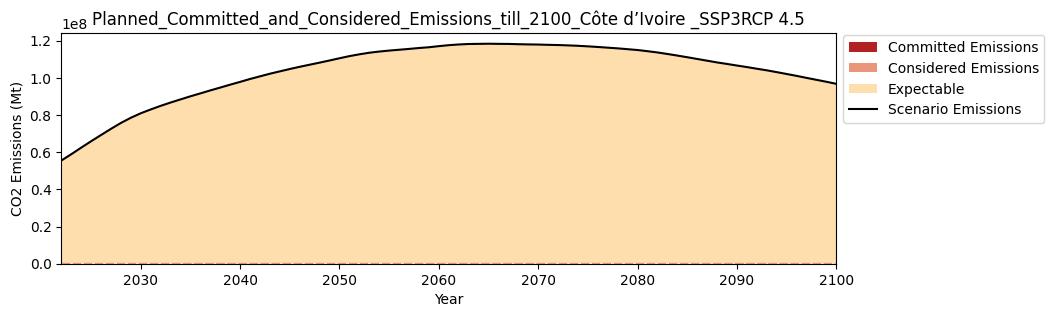 Planned_Committed_and_Considered_Emissions_till_2100_Côte d’Ivoire _SSP3RCP 4.5
1e8
1.2
1.0
0.8
0.6
0.4
0.2
0.0
CO2 Emissions (Mt)
2030 2040 2050 2060 2070 2080 2090 2100
Year
Committed Emissions
Considered Emissions
Expectable
Scenario Emissions